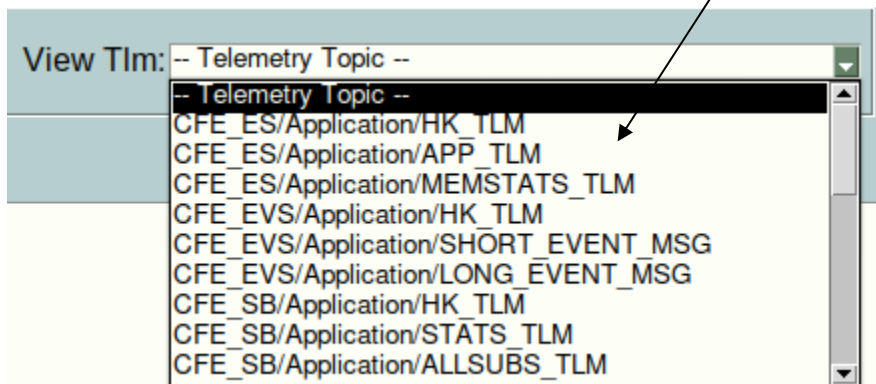 View Tlm: -- Telemetry Topic --
-- Telemetry Topic --
CFE_ES/Application/HK_TLM
CFE_ES/Application/APP_TLM
CFE_ES/Application/MEMSTATS_TLM
CFE_EVS/Application/HK_TLM
CFE_EVS/Application/SHORT_EVENT_MSG
CFE_EVS/Application/LONG_EVENT_MSG
CFE_SB/Application/HK_TLM
CFE_SB/Application/STATS_TLM
CFE_SB/Application/ALLSUBS_TLM